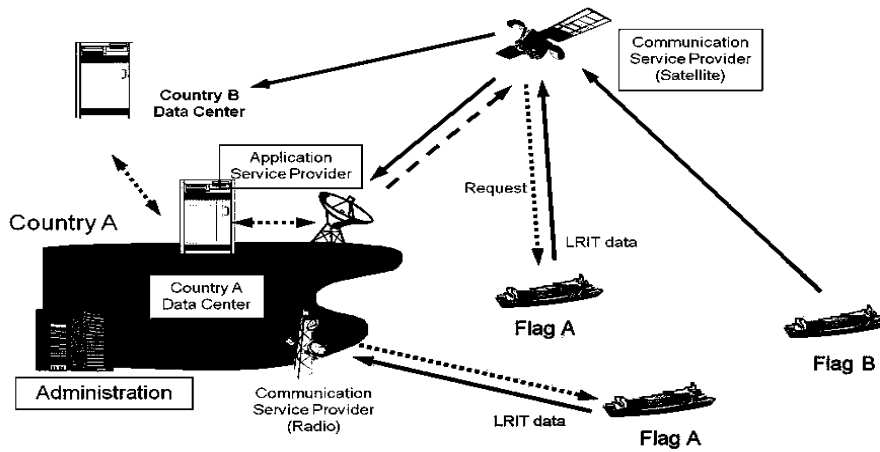 Communication
Service Provider
(Satellite)
Country B
Data Center
Application
Service Provider
Request
Country A
LRIT data
Country A
Data Center
Flag A
Flag B
Administration
Communication
Service Provider
(Radio)
LRIT data
Flag A